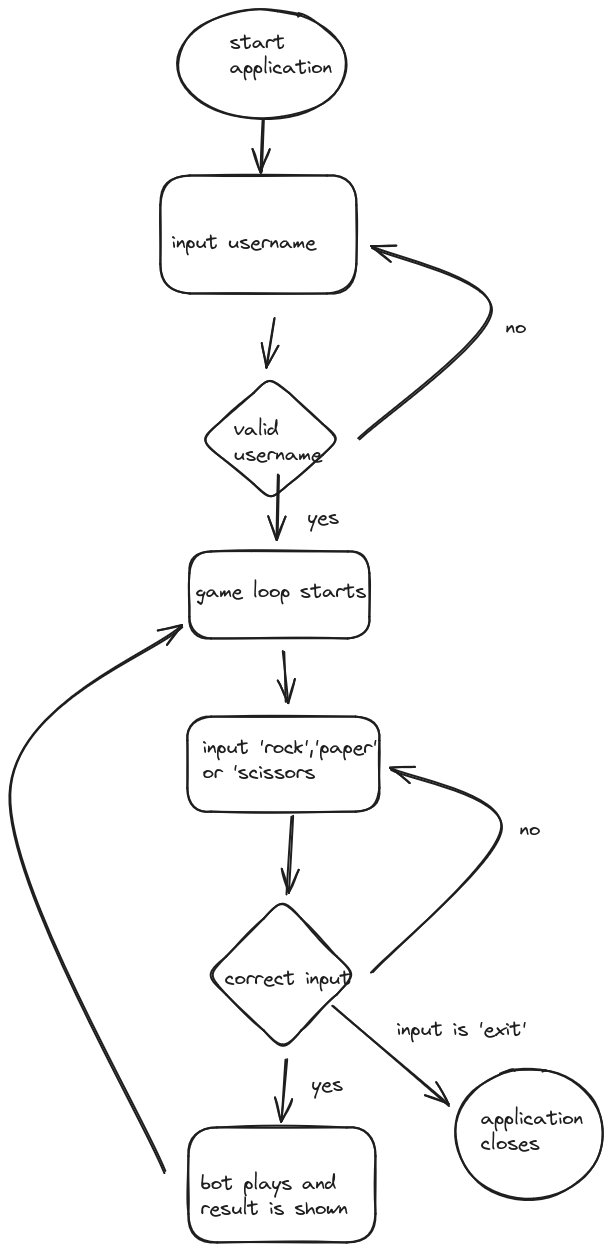 start
application
input username
no
valid
username
yes
game loop starts
input 'rock','paper'
or 'scissors
no
correct input
input is 'exit'
yes
application
closes
bot plays and
result is shown